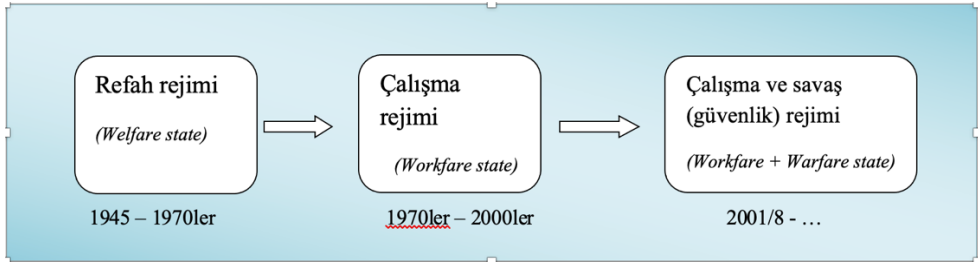 Refah rejimi
(Welfare state)
1945 – 1970ler
Çalışma
rejimi
(Workfare state)
1970ler – 2000ler
Çalışma ve savaş
(güvenlik) rejimi
(Workfare + Warfare state)
2001/8 - …